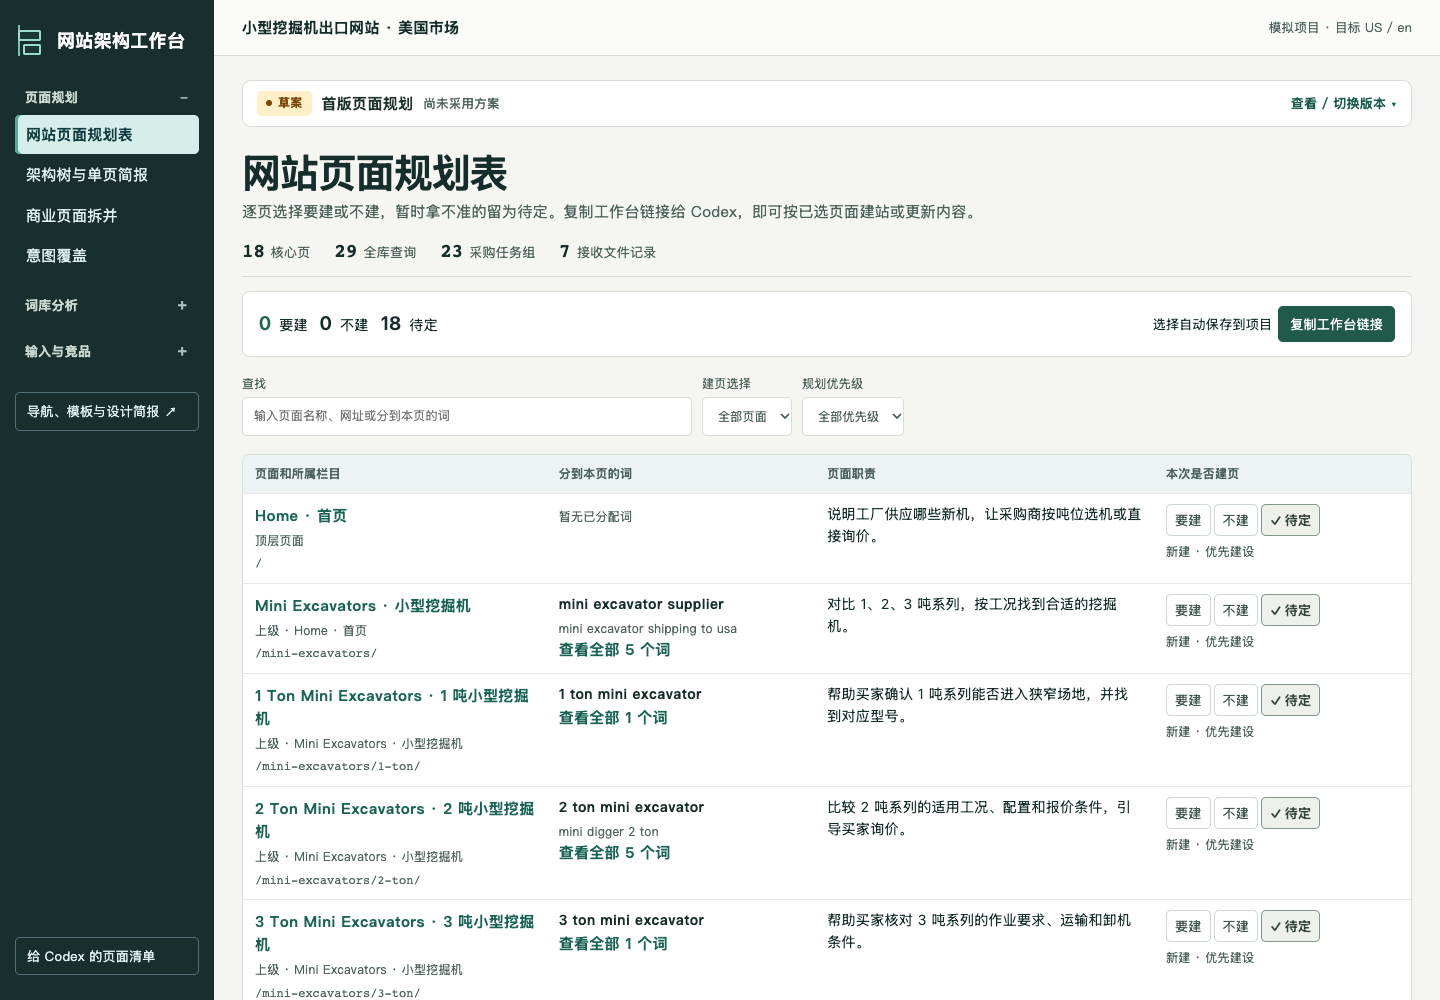 网站架构工作台
页面规划 −
网站页面规划表
架构树与单页简报
商业页面拆并
意图覆盖
词库分析 +
输入与竞品 +
导航、模板与设计简报 ↗
给 Codex 的页面清单
小型挖掘机出口网站 · 美国市场
模拟项目 · 目标 US / en
• 草案 首版页面规划 尚未采用方案
查看 / 切换版本 ▾
网站页面规划表
逐页选择要建或不建，暂时拿不准的留为待定。复制工作台链接给 Codex，即可按已选页面建站或更新内容。
18 核心页 29 全库查询 23 采购任务组 7 接收文件记录
0 要建 0 不建 18 待定
选择自动保存到项目 复制工作台链接
查找 建页选择 规划优先级
输入页面名称、网址或分到本页的词 全部页面 全部优先级
页面和所属栏目 分到本页的词 页面职责 本次是否建页
Home · 首页
顶层页面
/
暂无已分配词
说明工厂供应哪些新机，让采购商按吨位选机或直
接询价。
要建 不建 ✓ 待定
新建 · 优先建设
Mini Excavators · 小型挖掘机
上级 · Home · 首页
/mini-excavators/
mini excavator supplier
mini excavator shipping to usa
查看全部 5 个词
对比 1、2、3 吨系列，按工况找到合适的挖掘
机。
要建 不建 ✓ 待定
新建 · 优先建设
1 Ton Mini Excavators · 1 吨小型挖掘
机
上级 · Mini Excavators · 小型挖掘机
/mini-excavators/1-ton/
1 ton mini excavator
查看全部 1 个词
帮助买家确认 1 吨系列能否进入狭窄场地，并找
到对应型号。
要建 不建 ✓ 待定
新建 · 优先建设
2 Ton Mini Excavators · 2 吨小型挖掘
机
上级 · Mini Excavators · 小型挖掘机
/mini-excavators/2-ton/
2 ton mini excavator
mini digger 2 ton
查看全部 5 个词
比较 2 吨系列的适用工况、配置和报价条件，引
导买家询价。
要建 不建 ✓ 待定
新建 · 优先建设
3 Ton Mini Excavators · 3 吨小型挖掘
机
上级 · Mini Excavators · 小型挖掘机
/mini-excavators/3-ton/
3 ton mini excavator
查看全部 1 个词
帮助买家核对 3 吨系列的作业要求、运输和卸机
条件。
要建 不建 ✓ 待定
新建 · 优先建设